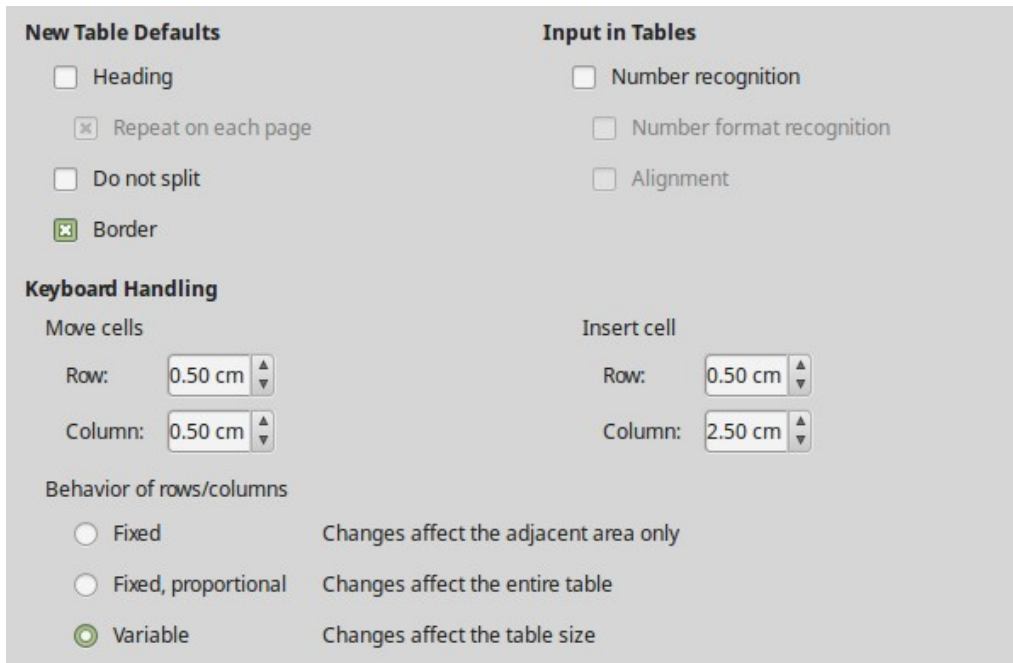 New Table Defaults
Input in Tables
Heading
Number recognition
Repeat on each page
Number format recognition
Do not split
Alignment
Border
Keyboard Handling
Move cells
Insert cell
Row: 0.50 cm
Row: 0.50 cm
Column: 0.50 cm
Column: 2.50 cm
Behavior of rows/columns
Fixed Changes affect the adjacent area only
Fixed, proportional Changes affect the entire table
Variable Changes affect the table size